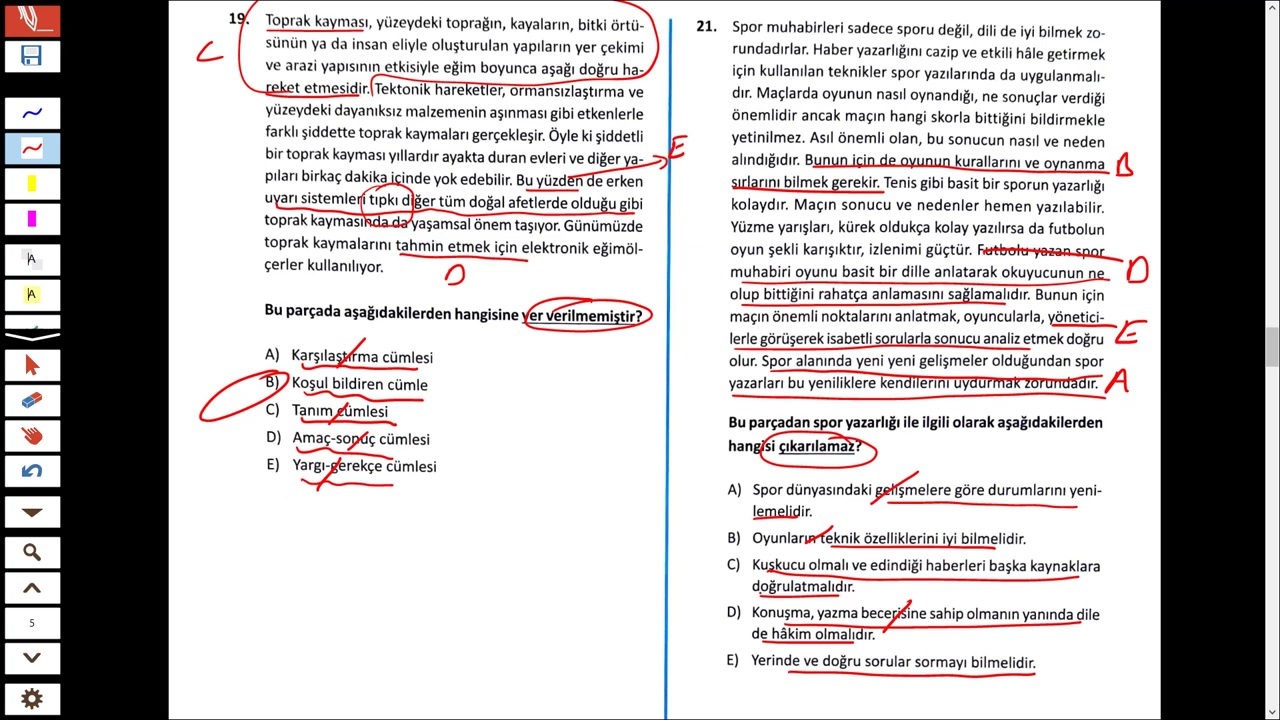 19. Toprak kayması, yüzeydeki toprağın, kayaların, bitki örtü-
sünün ya da insan eliyle oluşturulan yapıların yer çekimi
ve arazi yapısının etkisiyle eğim boyunca aşağı doğru ha-
reket etmesidir. Tektonik hareketler, ormansızlaştırma ve
yüzeydeki dayanıksız malzemenin aşınması gibi etkenlerle
farklı şiddette toprak kaymaları gerçekleşir. Öyle ki şiddetli
bir toprak kayması yıllardır ayakta duran evleri ve diğer ya-
pıları birkaç dakika içinde yok edebilir. Bu yüzden de erken
uyarı sistemleri tıpkı diğer tüm doğal afetlerde olduğu gibi
toprak kaymasında da yaşamsal önem taşıyor. Günümüzde
toprak kaymalarını tahmin etmek için elektronik eğimöl-
çerler kullanılıyor.
C
E
D
Bu parçada aşağıdakilerden hangisine yer verilmemiştir?
A) Karşılaştırma cümlesi
B) Koşul bildiren cümle
C) Tanım cümlesi
D) Amaç-sonuç cümlesi
E) Yargı-gerekçe cümlesi
21. Spor muhabirleri sadece sporu değil, dili de iyi bilmek zo-
rundadırlar. Haber yazarlığını cazip ve etkili hâle getirmek
için kullanılan teknikler spor yazılarında da uygulanmalı-
dır. Maçlarda oyunun nasıl oynandığı, ne sonuçlar verdiği
önemlidir ancak maçın hangi skorla bittiğini bildirmekle
yetinilmez. Asıl önemli olan, bu sonucun nasıl ve neden
alındığıdır. Bunun için de oyunun kurallarını ve oynanma
sırlarını bilmek gerekir. Tenis gibi basit bir sporun yazarlığı
kolaydır. Maçın sonucu ve nedenler hemen yazılabilir.
Yüzme yarışları, kürek oldukça kolay yazılırsa da futbolun
oyun şekli karışıktır, izlenimi güçtür. Futbolu yazan spor
muhabiri oyunu basit bir dille anlatarak okuyucunun ne
olup bittiğini rahatça anlamasını sağlamalıdır. Bunun için
maçın önemli noktalarını anlatmak, oyuncularla, yönetici-
lerle görüşerek isabetli sorularla sonucu analiz etmek doğru
olur. Spor alanında yeni yeni gelişmeler olduğundan spor
yazarları bu yeniliklere kendilerini uydurmak zorundadır.
B
D
E
A
Bu parçadan spor yazarlığı ile ilgili olarak aşağıdakilerden
hangisi çıkarılamaz?
A) Spor dünyasındaki gelişmelere göre durumlarını yeni-
lemelidir.
B) Oyunların teknik özelliklerini iyi bilmelidir.
C) Kuşkucu olmalı ve edindiği haberleri başka kaynaklara
doğrulatmalıdır.
D) Konuşma, yazma becerisine sahip olmanın yanında dile
de hâkim olmalıdır.
E) Yerinde ve doğru sorular sormayı bilmelidir.
A
A
5